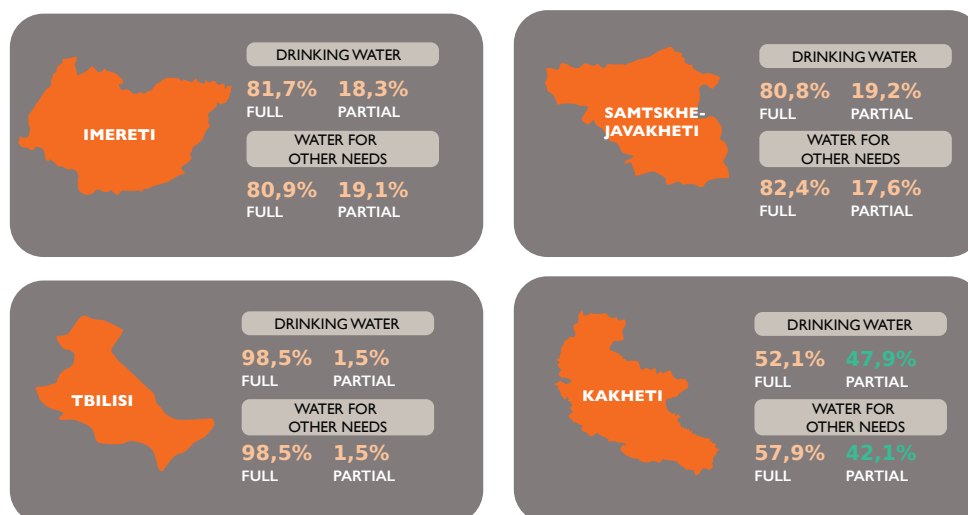 IMERETI
DRINKING WATER
81,7% 18,3%
FULL PARTIAL
WATER FOR
OTHER NEEDS
80,9% 19,1%
FULL PARTIAL
SAMTSKHE-
JAVAKHETI
DRINKING WATER
80,8% 19,2%
FULL PARTIAL
WATER FOR
OTHER NEEDS
82,4% 17,6%
FULL PARTIAL
TBILISI
DRINKING WATER
98,5% 1,5%
FULL PARTIAL
WATER FOR
OTHER NEEDS
98,5% 1,5%
FULL PARTIAL
KAKHETI
DRINKING WATER
52,1% 47,9%
FULL PARTIAL
WATER FOR
OTHER NEEDS
57,9% 42,1%
FULL PARTIAL